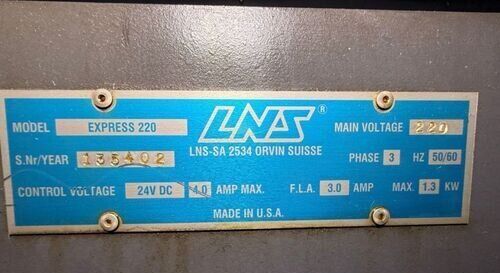 LNS®
MODEL EXPRESS 220 MAIN VOLTAGE 220
LNS-SA 2534 ORVIN SUISSE
S.Nr/YEAR 135402 PHASE 3 HZ 50/60
CONTROL VOLTAGE 24V DC 4.0 AMP MAX. F.L.A. 3.0 AMP MAX. 1.3 KW
MADE IN U.S.A.